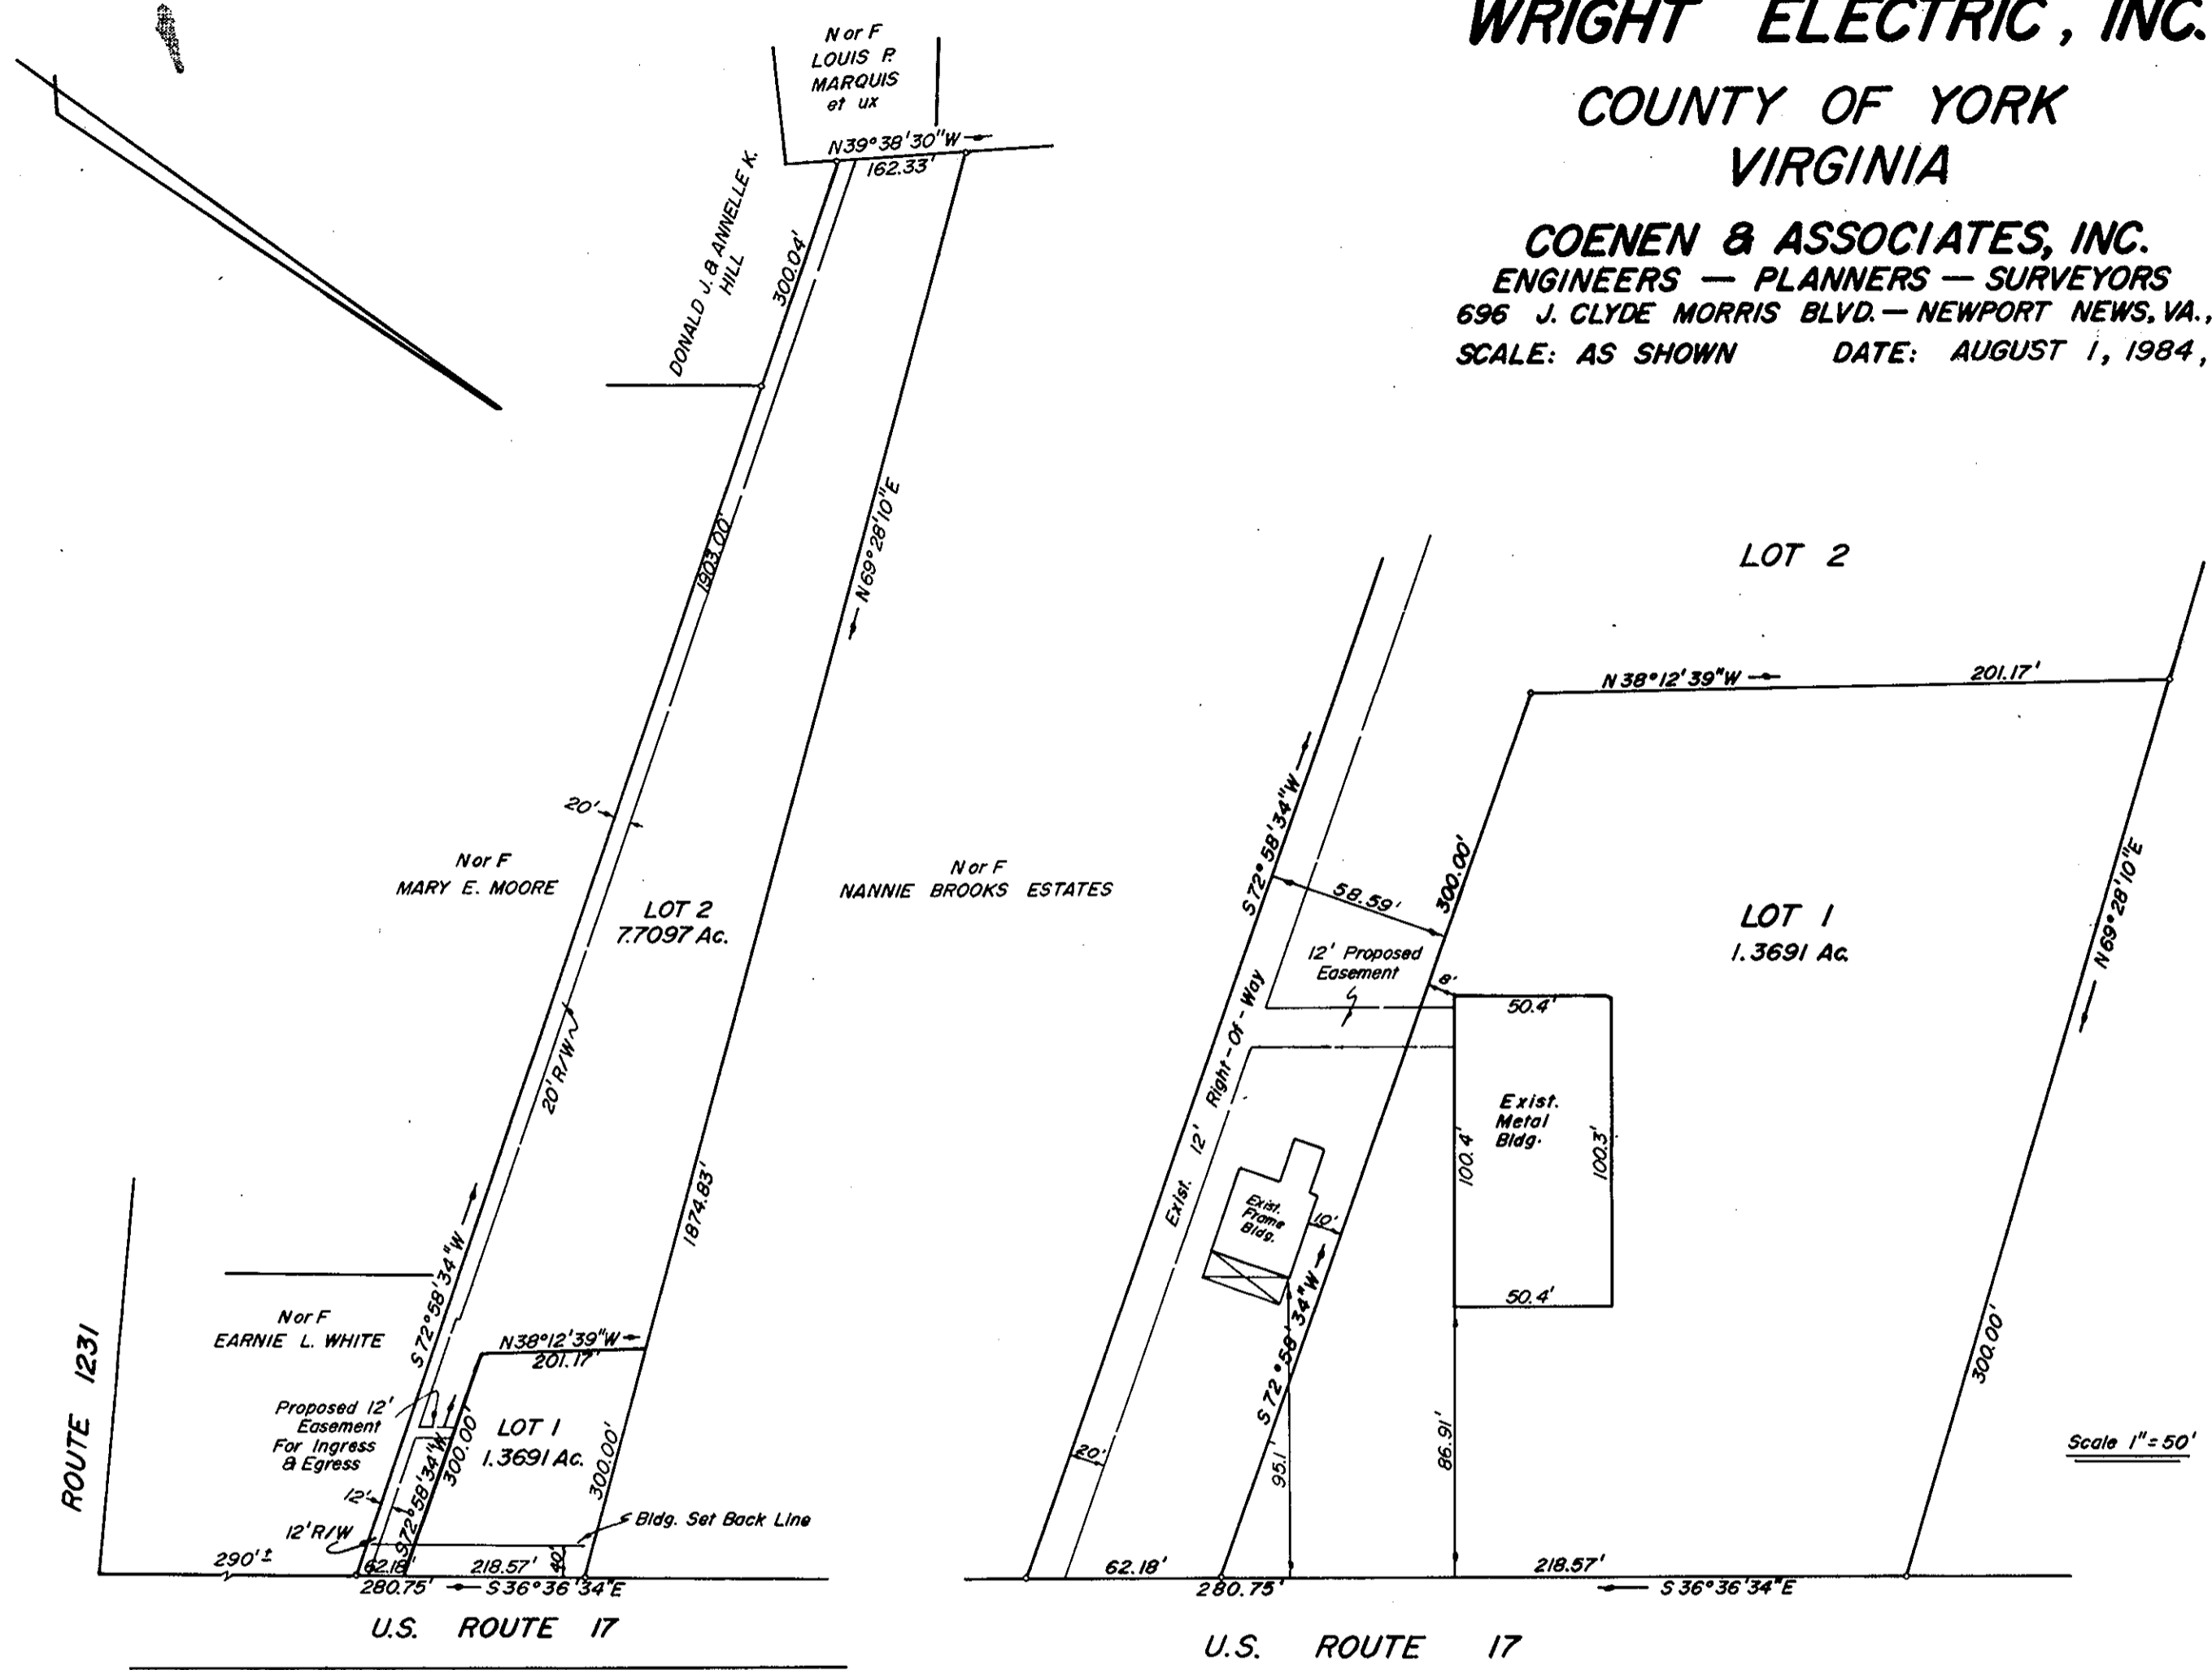 WRIGHT ELECTRIC, INC.
COUNTY OF YORK
VIRGINIA
COENEN & ASSOCIATES, INC.
ENGINEERS — PLANNERS — SURVEYORS
696 J. CLYDE MORRIS BLVD.— NEWPORT NEWS, VA.,
SCALE: AS SHOWN DATE: AUGUST 1, 1984,
N or F
LOUIS P.
MARQUIS
et ux
N39°38'30"W
162.33'
DONALD J. & ANNELLE K.
HILL
300.04'
1903.00'
N69°28'10"E
20'
N or F
MARY E. MOORE
LOT 2
7.7097 Ac.
N or F
NANNIE BROOKS ESTATES
20' R/W
1874.83'
S72°58'34"W
N or F
EARNIE L. WHITE
ROUTE 1231
N38°12'39"W
201.17'
Proposed 12'
Easement
For Ingress
& Egress
LOT 1
1.3691 Ac.
S72°58'34"W
300.00'
300.00'
12'
12' R/W
Bldg. Set Back Line
40'
290'±
62.18'
218.57'
280.75'
S36°36'34"E
U.S. ROUTE 17
LOT 2
N38°12'39"W
201.17'
S72°58'34"W
58.59'
300.00'
LOT 1
1.3691 Ac.
N69°28'10"E
12' Proposed
Easement
8'
50.4'
Exist. 12' Right-Of-Way
Exist.
Metal
Bldg.
100.4'
100.3'
Exist.
Frame
Bldg.
10'
50.4'
S72°58'34"W
300.00'
20'
95.1'
86.91'
Scale 1"=50'
62.18'
218.57'
280.75'
S36°36'34"E
U.S. ROUTE 17